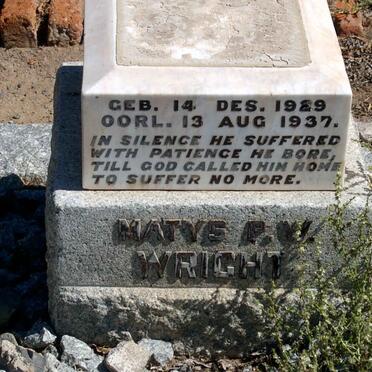 GEB. 14 DES. 1929
OORL. 13 AUG 1937.
IN SILENCE HE SUFFERED
WITH PATIENCE HE BORE,
TILL GOD CALLED HIM HOME
TO SUFFER NO MORE.
MATYS P. W.
WRIGHT